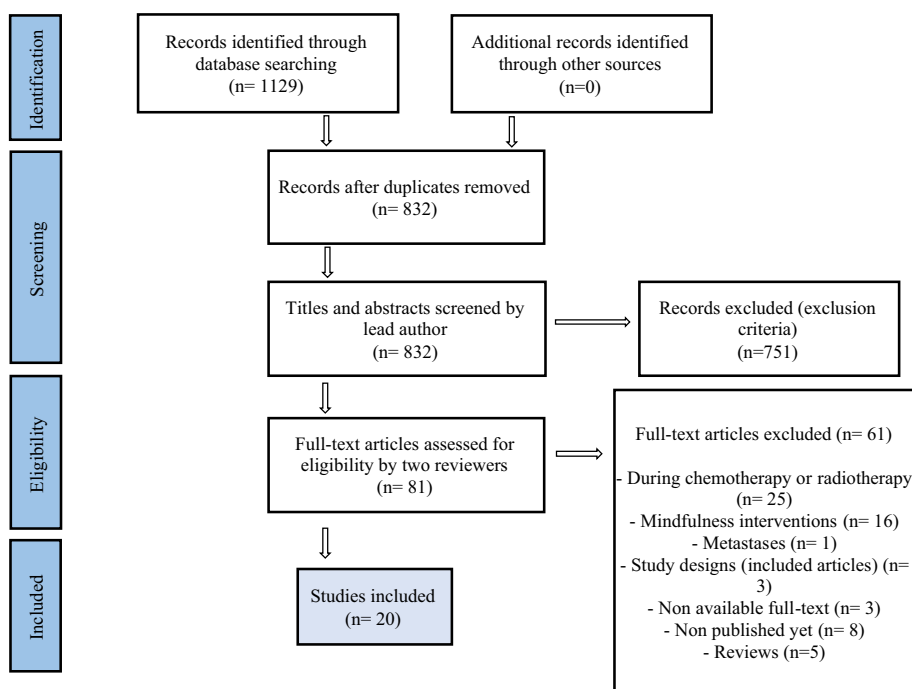 Identification
Records identified through
database searching
(n= 1129)
Additional records identified
through other sources
(n=0)
Screening
Records after duplicates removed
(n= 832)
Titles and abstracts screened by
lead author
(n= 832)
Records excluded (exclusion
criteria)
(n=751)
Eligibility
Full-text articles assessed for
eligibility by two reviewers
(n= 81)
Full-text articles excluded (n= 61)
- During chemotherapy or radiotherapy
(n= 25)
- Mindfulness interventions (n= 16)
- Metastases (n= 1)
- Study designs (included articles) (n=
3)
- Non available full-text (n= 3)
- Non published yet (n= 8)
- Reviews (n=5)
Included
Studies included
(n= 20)